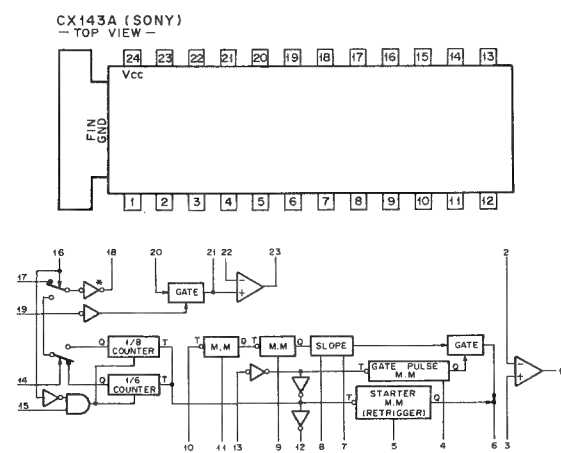 CX143A (SONY)
— TOP VIEW —
24 23 22 21 20 19 18 17 16 15 14 13
Vcc
FIN
GND
1 2 3 4 5 6 7 8 9 10 11 12
16 18 20 21 22 23 2
17
*
GATE
−
+
19
Q 1/8 COUNTER T
10 T M.M Q T M.M Q SLOPE GATE
14
Q 1/6 COUNTER T
T GATE PULSE M.M Q
−
+
1
15
T STARTER M.M (RETRIGGER) Q
10 11 13 9 12 8 7 5 4 6 3